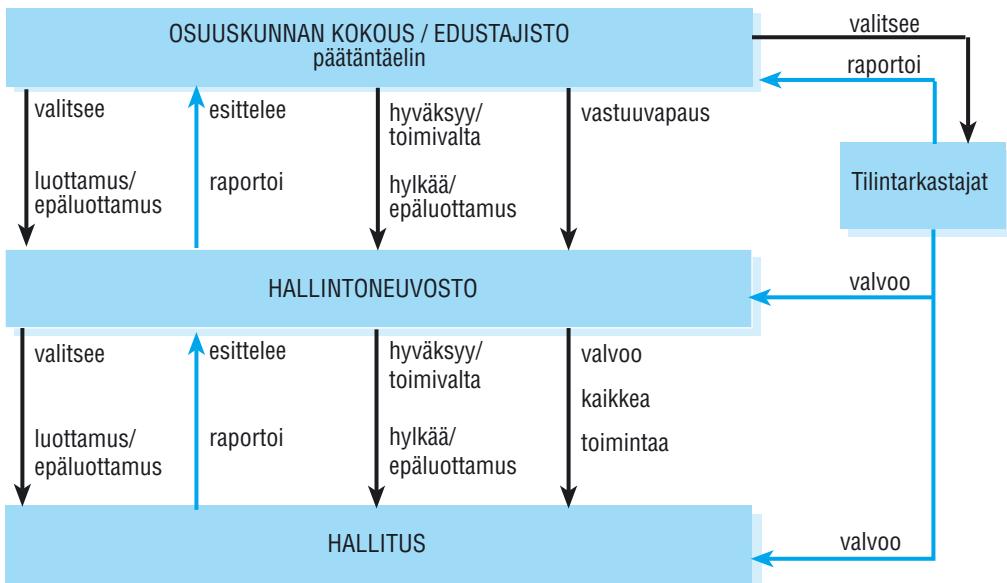 OSUUSKUNNAN KOKOUS / EDUSTAJISTO
päätäntäelin
valitsee
raportoi
valitsee
esittelee
hyväksyy/
toimivalta
vastuuvapaus
luottamus/
epäluottamus
raportoi
hylkää/
epäluottamus
Tilintarkastajat
HALLINTONEUVOSTO
valvoo
valitsee
esittelee
hyväksyy/
toimivalta
valvoo
kaikkea
toimintaa
luottamus/
epäluottamus
raportoi
hylkää/
epäluottamus
HALLITUS
valvoo